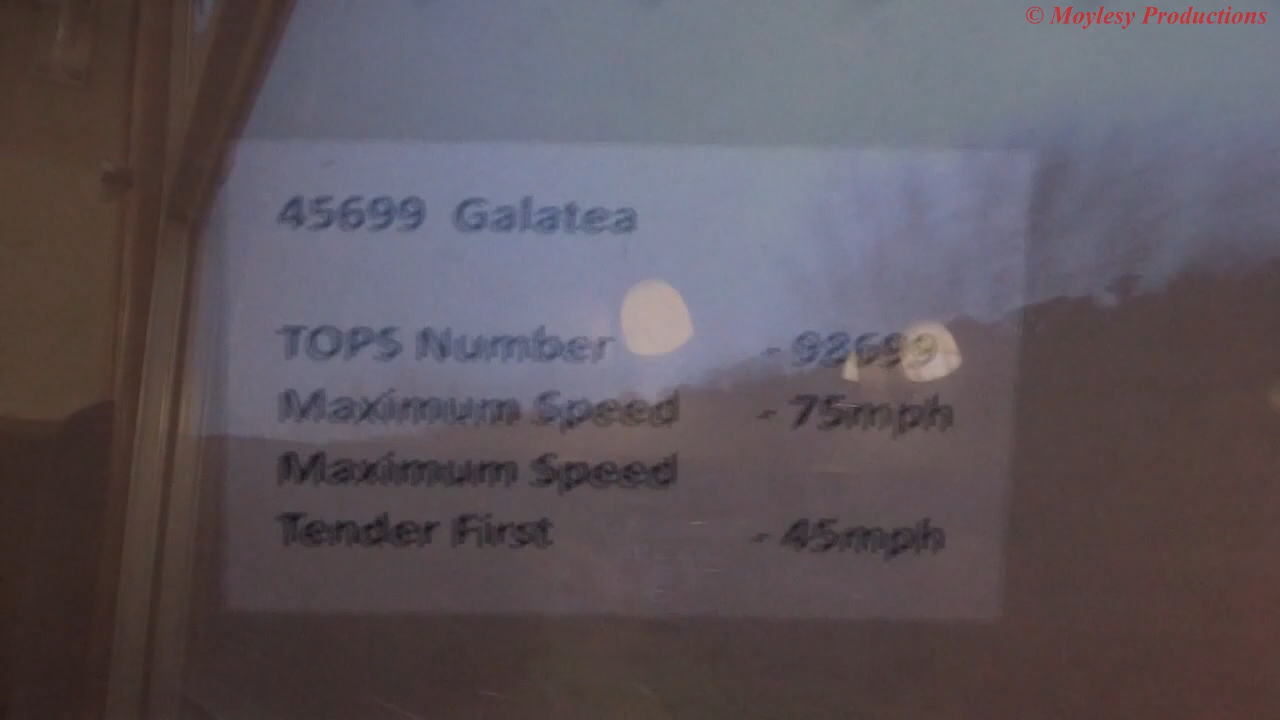 © Moylesy Productions
45699 Galatea
TOPS Number - 98699
Maximum Speed - 75mph
Maximum Speed
Tender First - 45mph